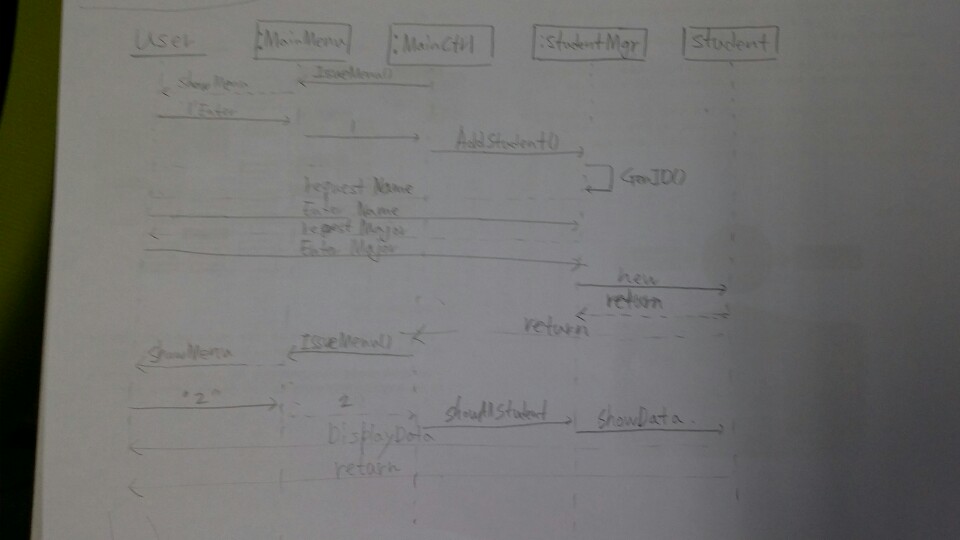 User :MainMenu :MainCtrl :StudentMgr Student
showMenu IssueMenu()
1 Enter
1 AddStudent()
GenID()
request Name
Enter Name
request Major
Enter Major
new
return
return
showMenu IssueMenu()
"2" 2 showAllStudent showData
DisplayData
return